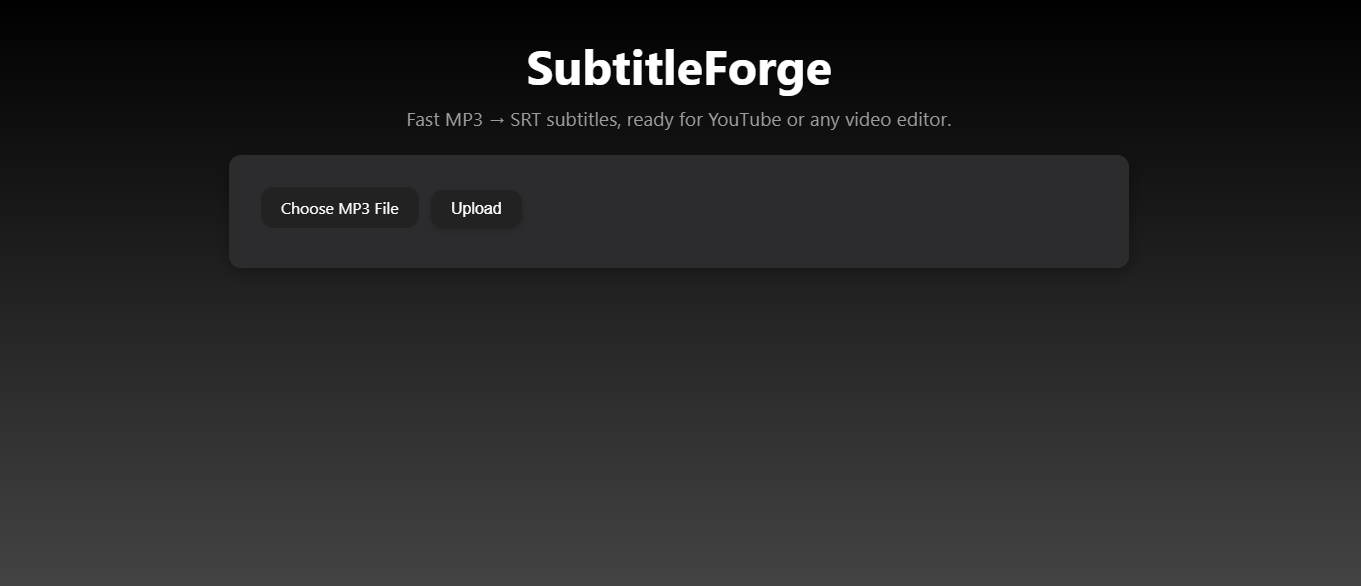 SubtitleForge
Fast MP3 → SRT subtitles, ready for YouTube or any video editor.
Choose MP3 File Upload